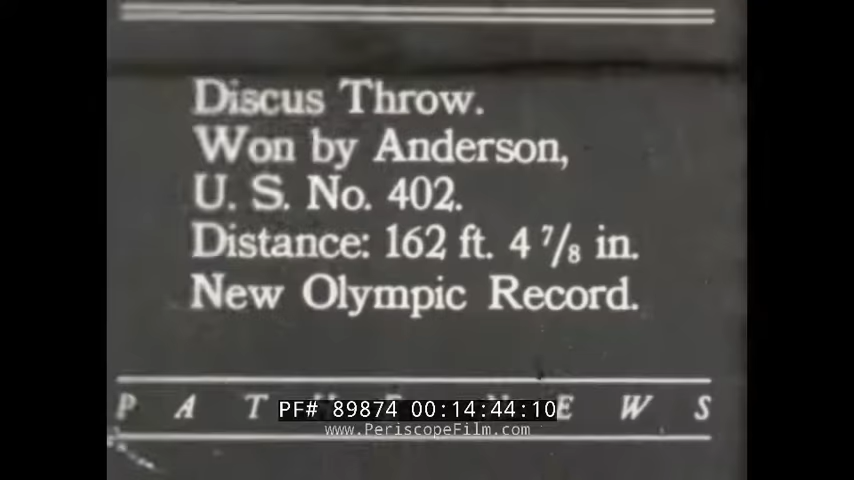 Discus Throw.
Won by Anderson,
U. S. No. 402.
Distance: 162 ft. 4 7/8 in.
New Olympic Record.
PF# 89874 00:14:44:10
www.PeriscopeFilm.com